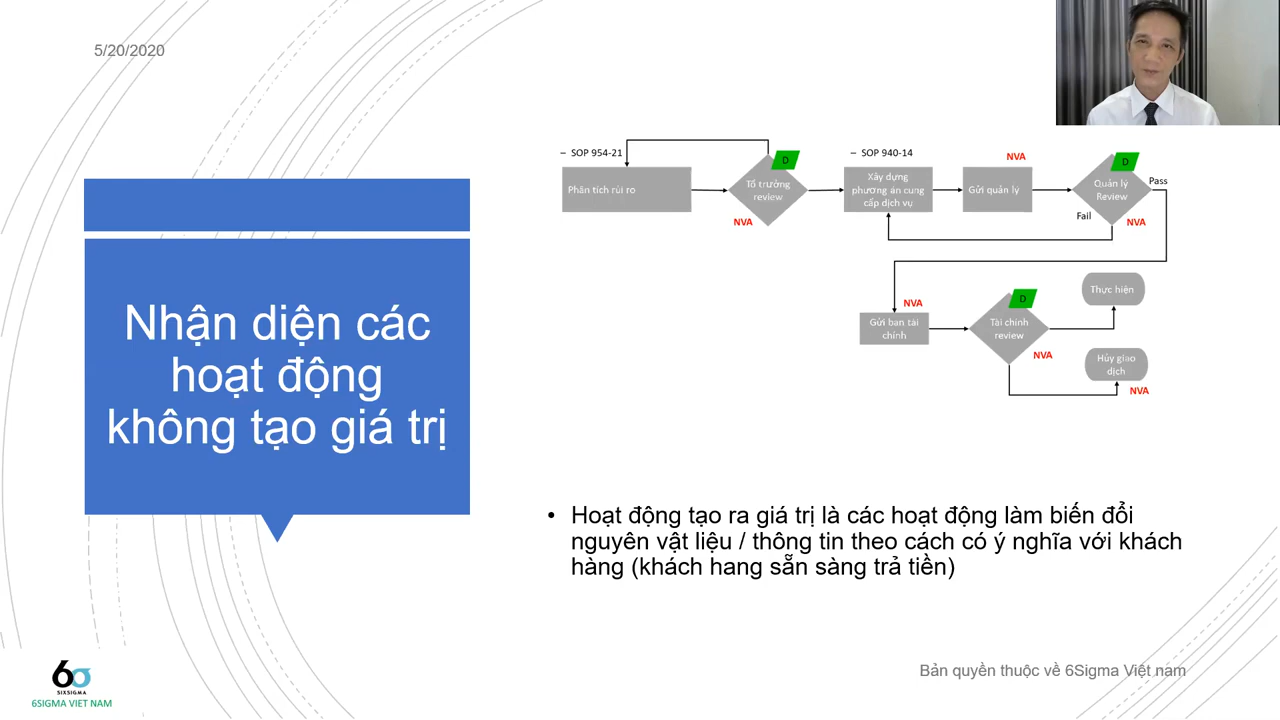 5/20/2020
Nhận diện các
hoạt động
không tạo giá trị
– SOP 954-21
Phân tích rủi ro
D
Tổ trưởng
review
NVA
– SOP 940-14
Xây dựng
phương án cung
cấp dịch vụ
NVA
Gửi quản lý
D
Quản lý
Review
Pass
Fail
NVA
NVA
Gửi ban tài
chính
D
Tài chính
review
NVA
Thực hiện
Hủy giao
dịch
NVA
• Hoạt động tạo ra giá trị là các hoạt động làm biến đổi
nguyên vật liệu / thông tin theo cách có ý nghĩa với khách
hàng (khách hang sẵn sàng trả tiền)
6σ
SIXSIGMA
6SIGMA VIET NAM
Bản quyền thuộc về 6Sigma Việt nam